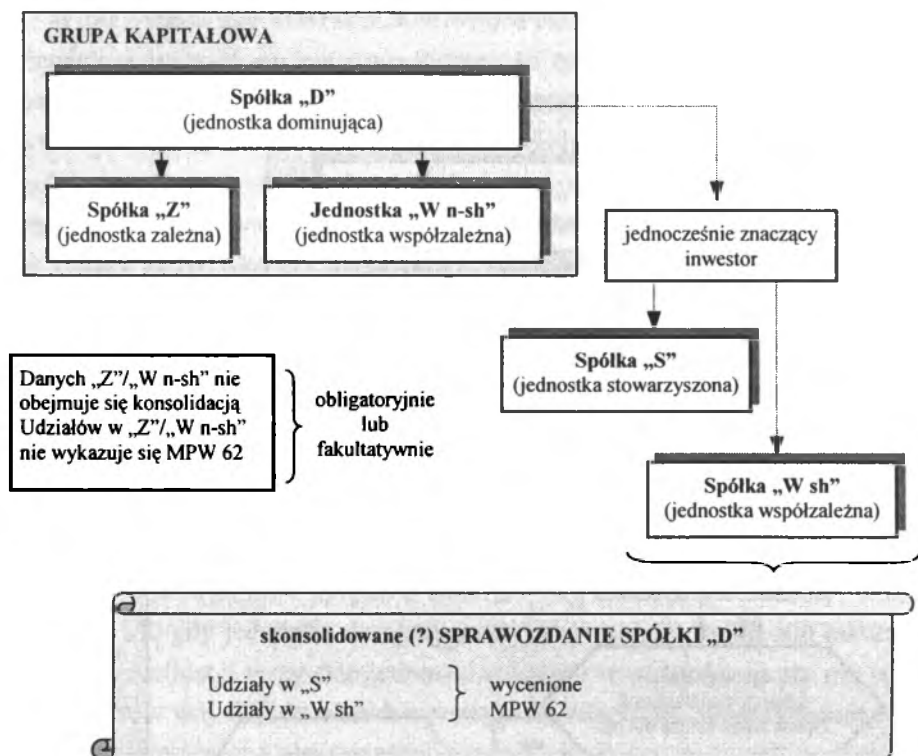 GRUPA KAPITAŁOWA
Spółka „D”
(jednostka dominująca)
Spółka „Z”
(jednostka zależna)
Jednostka „W n-sh”
(jednostka współzależna)
jednocześnie znaczący
inwestor
Spółka „S”
(jednostka stowarzyszona)
Danych „Z”/„W n-sh” nie
obejmuje się konsolidacją
Udziałów w „Z”/„W n-sh”
nie wykazuje się MPW 62
obligatoryjnie
lub
fakultatywnie
Spółka „W sh”
(jednostka współzależna)
skonsolidowane (?) SPRAWOZDANIE SPÓŁKI „D”
Udziały w „S”
Udziały w „W sh”
wycenione
MPW 62